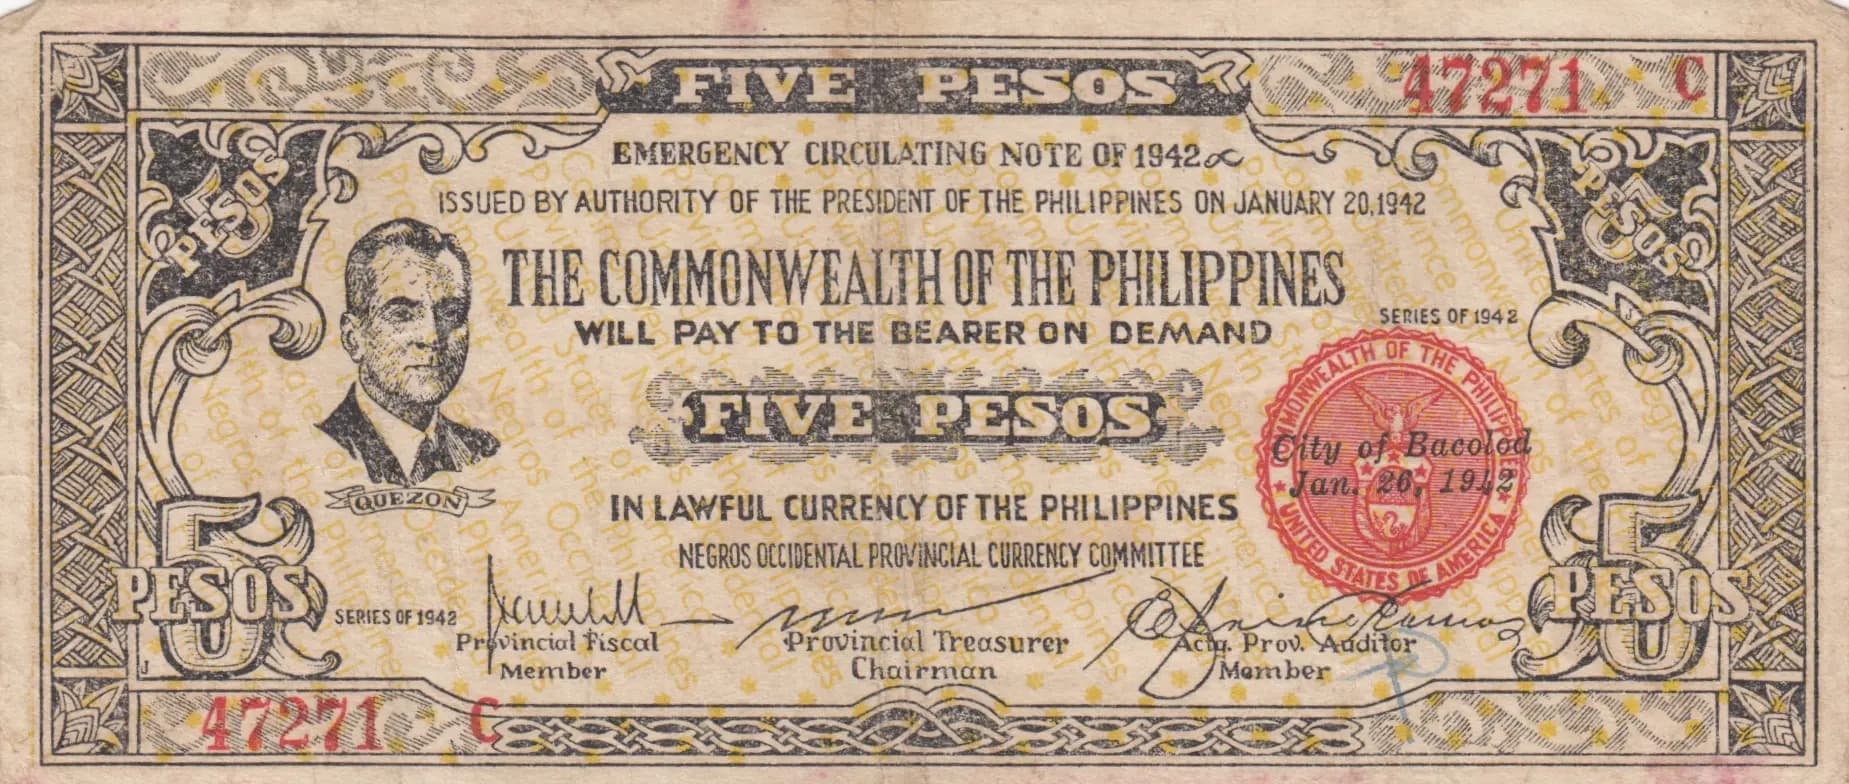 FIVE PESOS
47271 C
5 PESOS
5 PESOS
EMERGENCY CIRCULATING NOTE OF 1942
ISSUED BY AUTHORITY OF THE PRESIDENT OF THE PHILIPPINES ON JANUARY 20,1942
THE COMMONWEALTH OF THE PHILIPPINES
SERIES OF 1942
WILL PAY TO THE BEARER ON DEMAND
FIVE PESOS
COMMONWEALTH OF THE PHILIPPINES
City of Bacolod
Jan. 26, 1942
UNITED STATES OF AMERICA
QUEZON
IN LAWFUL CURRENCY OF THE PHILIPPINES
NEGROS OCCIDENTAL PROVINCIAL CURRENCY COMMITTEE
5 PESOS
5 PESOS
SERIES OF 1942
Provincial Fiscal
Member
Provincial Treasurer
Chairman
Actg. Prov. Auditor
Member
47271 C